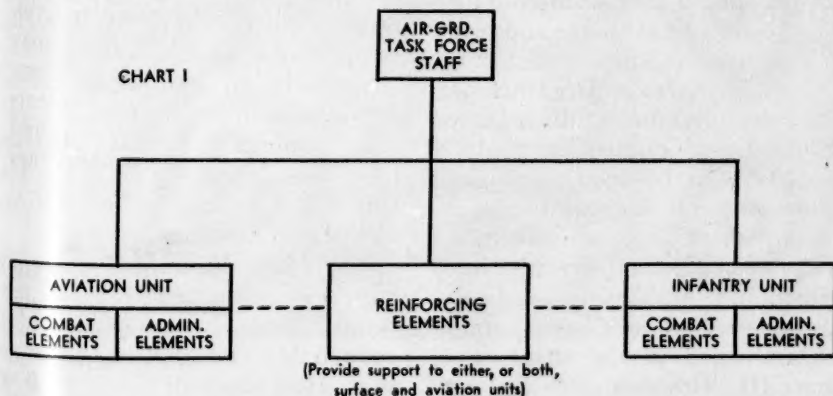 AIR-GRD.
TASK FORCE
STAFF
CHART I
AVIATION UNIT
COMBAT
ELEMENTS
ADMIN.
ELEMENTS
REINFORCING
ELEMENTS
INFANTRY UNIT
COMBAT
ELEMENTS
ADMIN.
ELEMENTS
(Provide support to either, or both,
surface and aviation units)